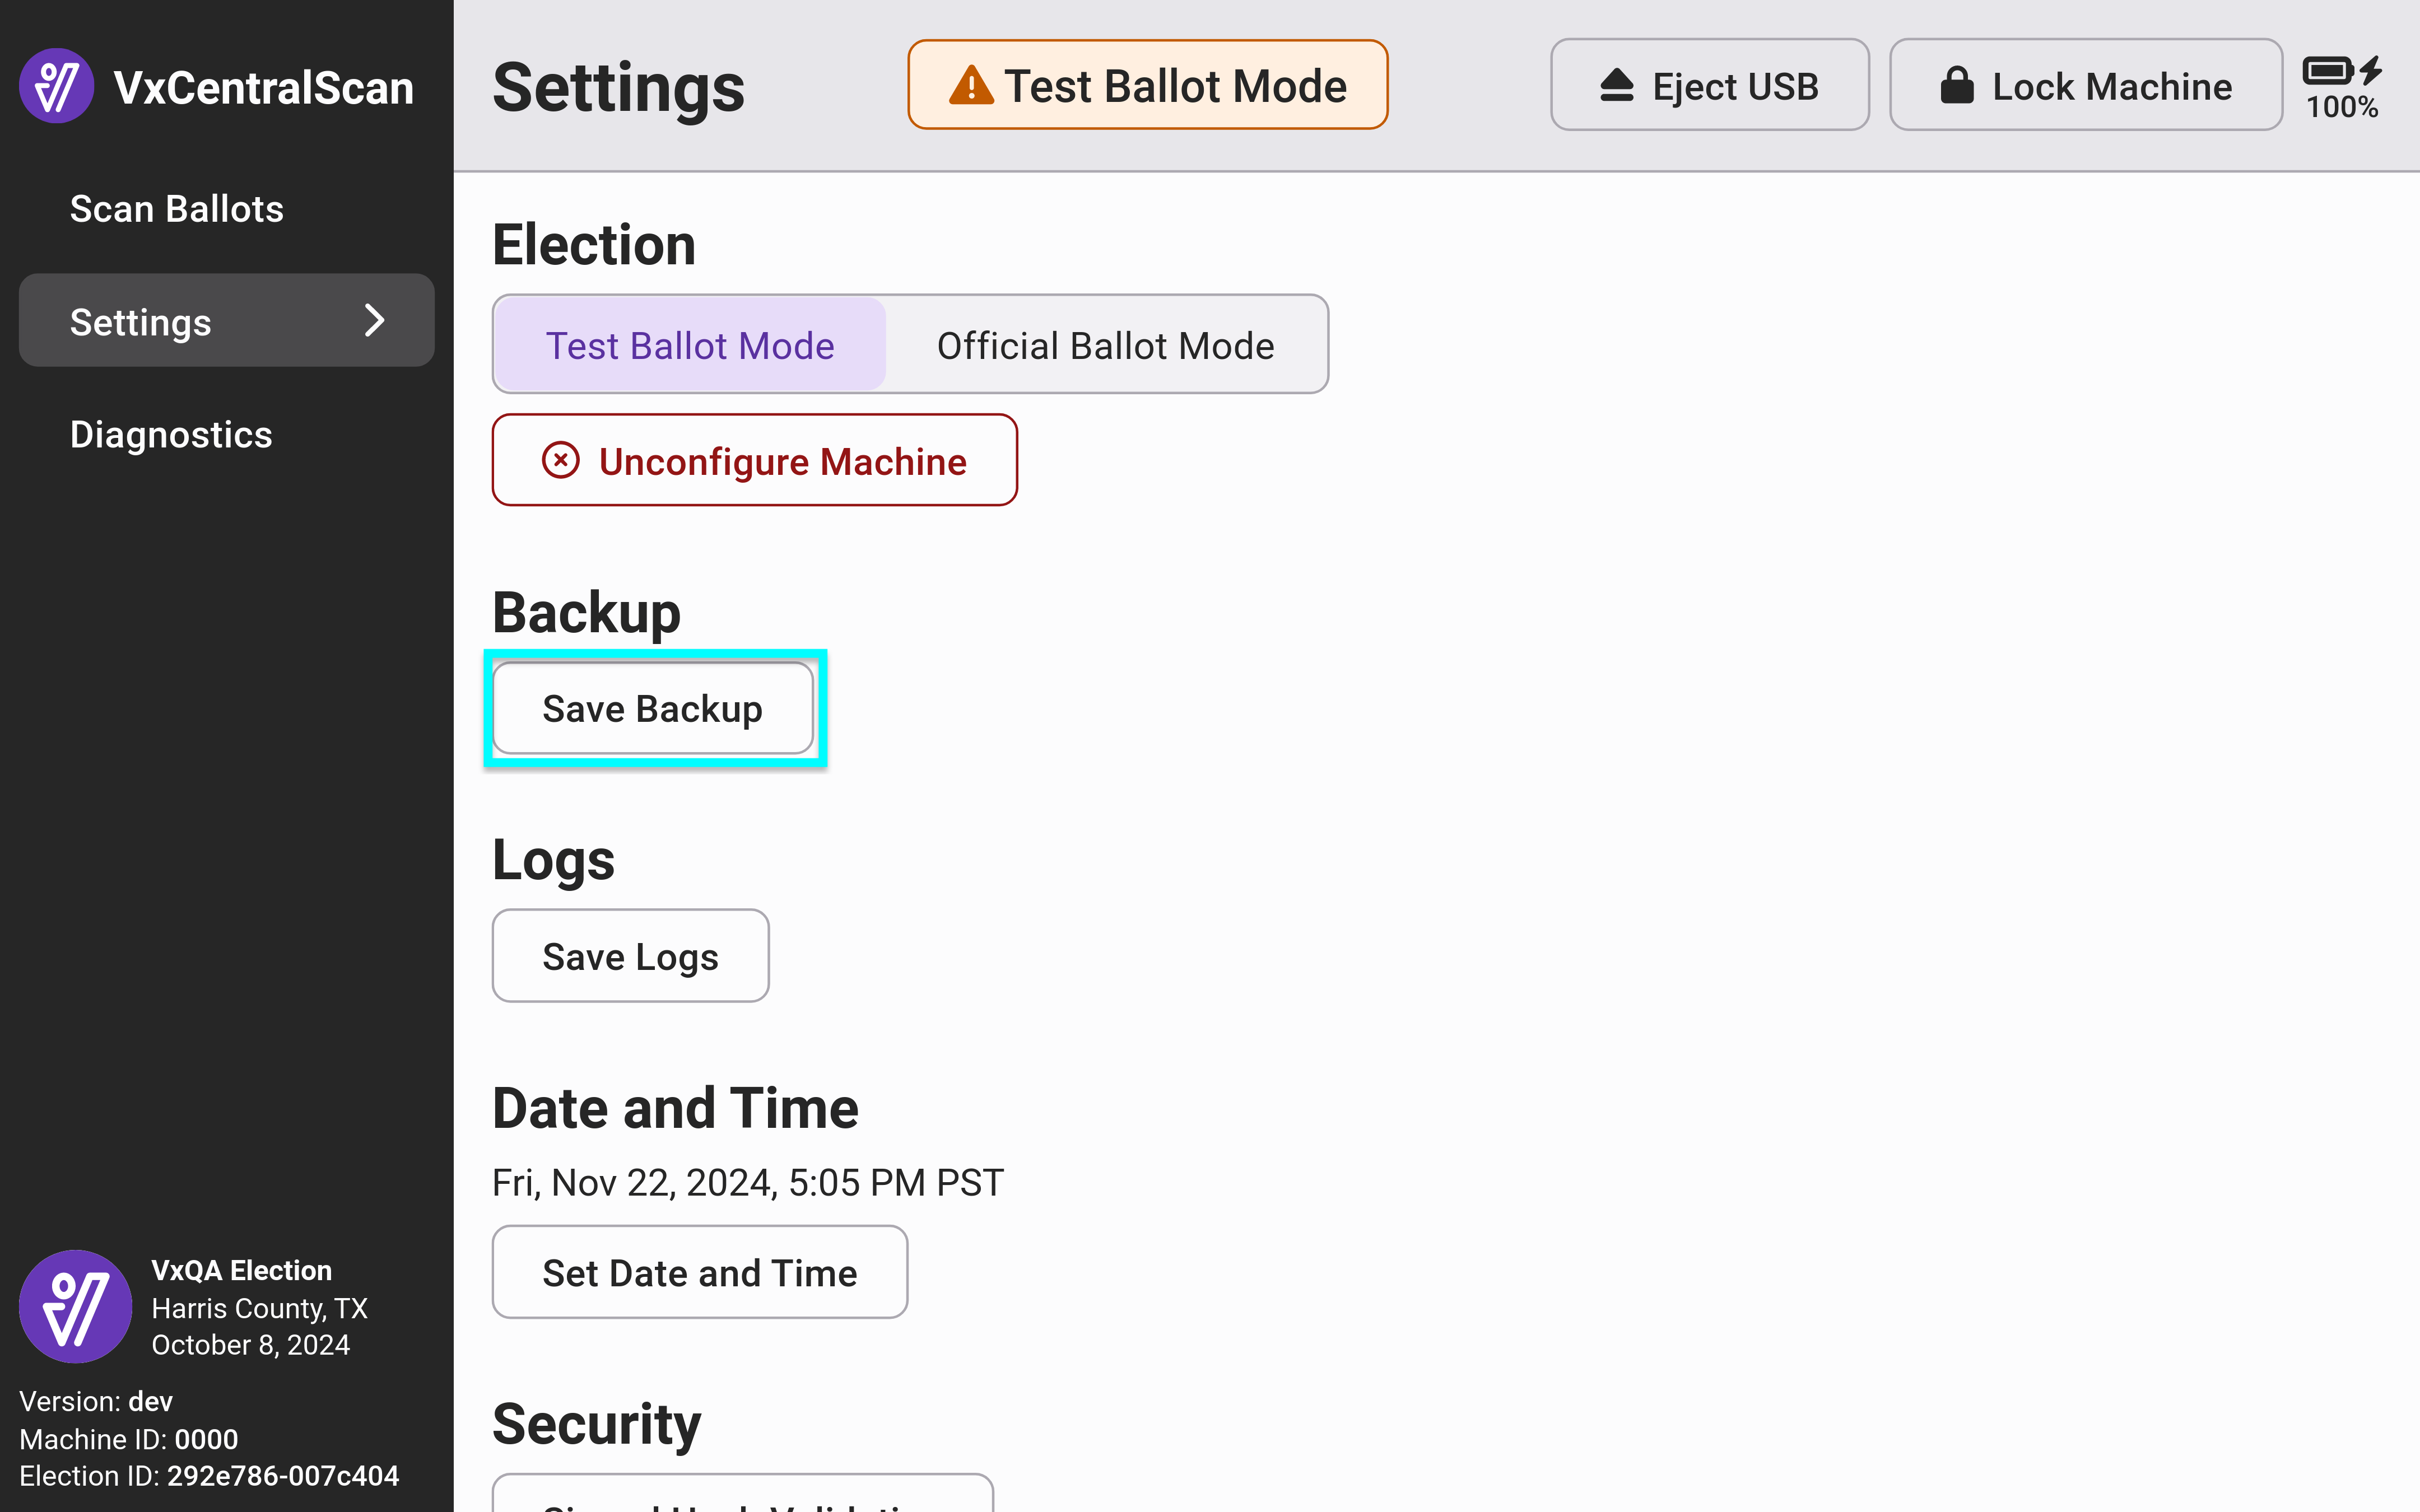 VxCentralScan
Scan Ballots
Settings
Diagnostics
VxQA Election
Harris County, TX
October 8, 2024
Version: dev
Machine ID: 0000
Election ID: 292e786-007c404
Settings
Test Ballot Mode
Eject USB
Lock Machine
100%
Election
Test Ballot Mode
Official Ballot Mode
Unconfigure Machine
Backup
Save Backup
Logs
Save Logs
Date and Time
Fri, Nov 22, 2024, 5:05 PM PST
Set Date and Time
Security